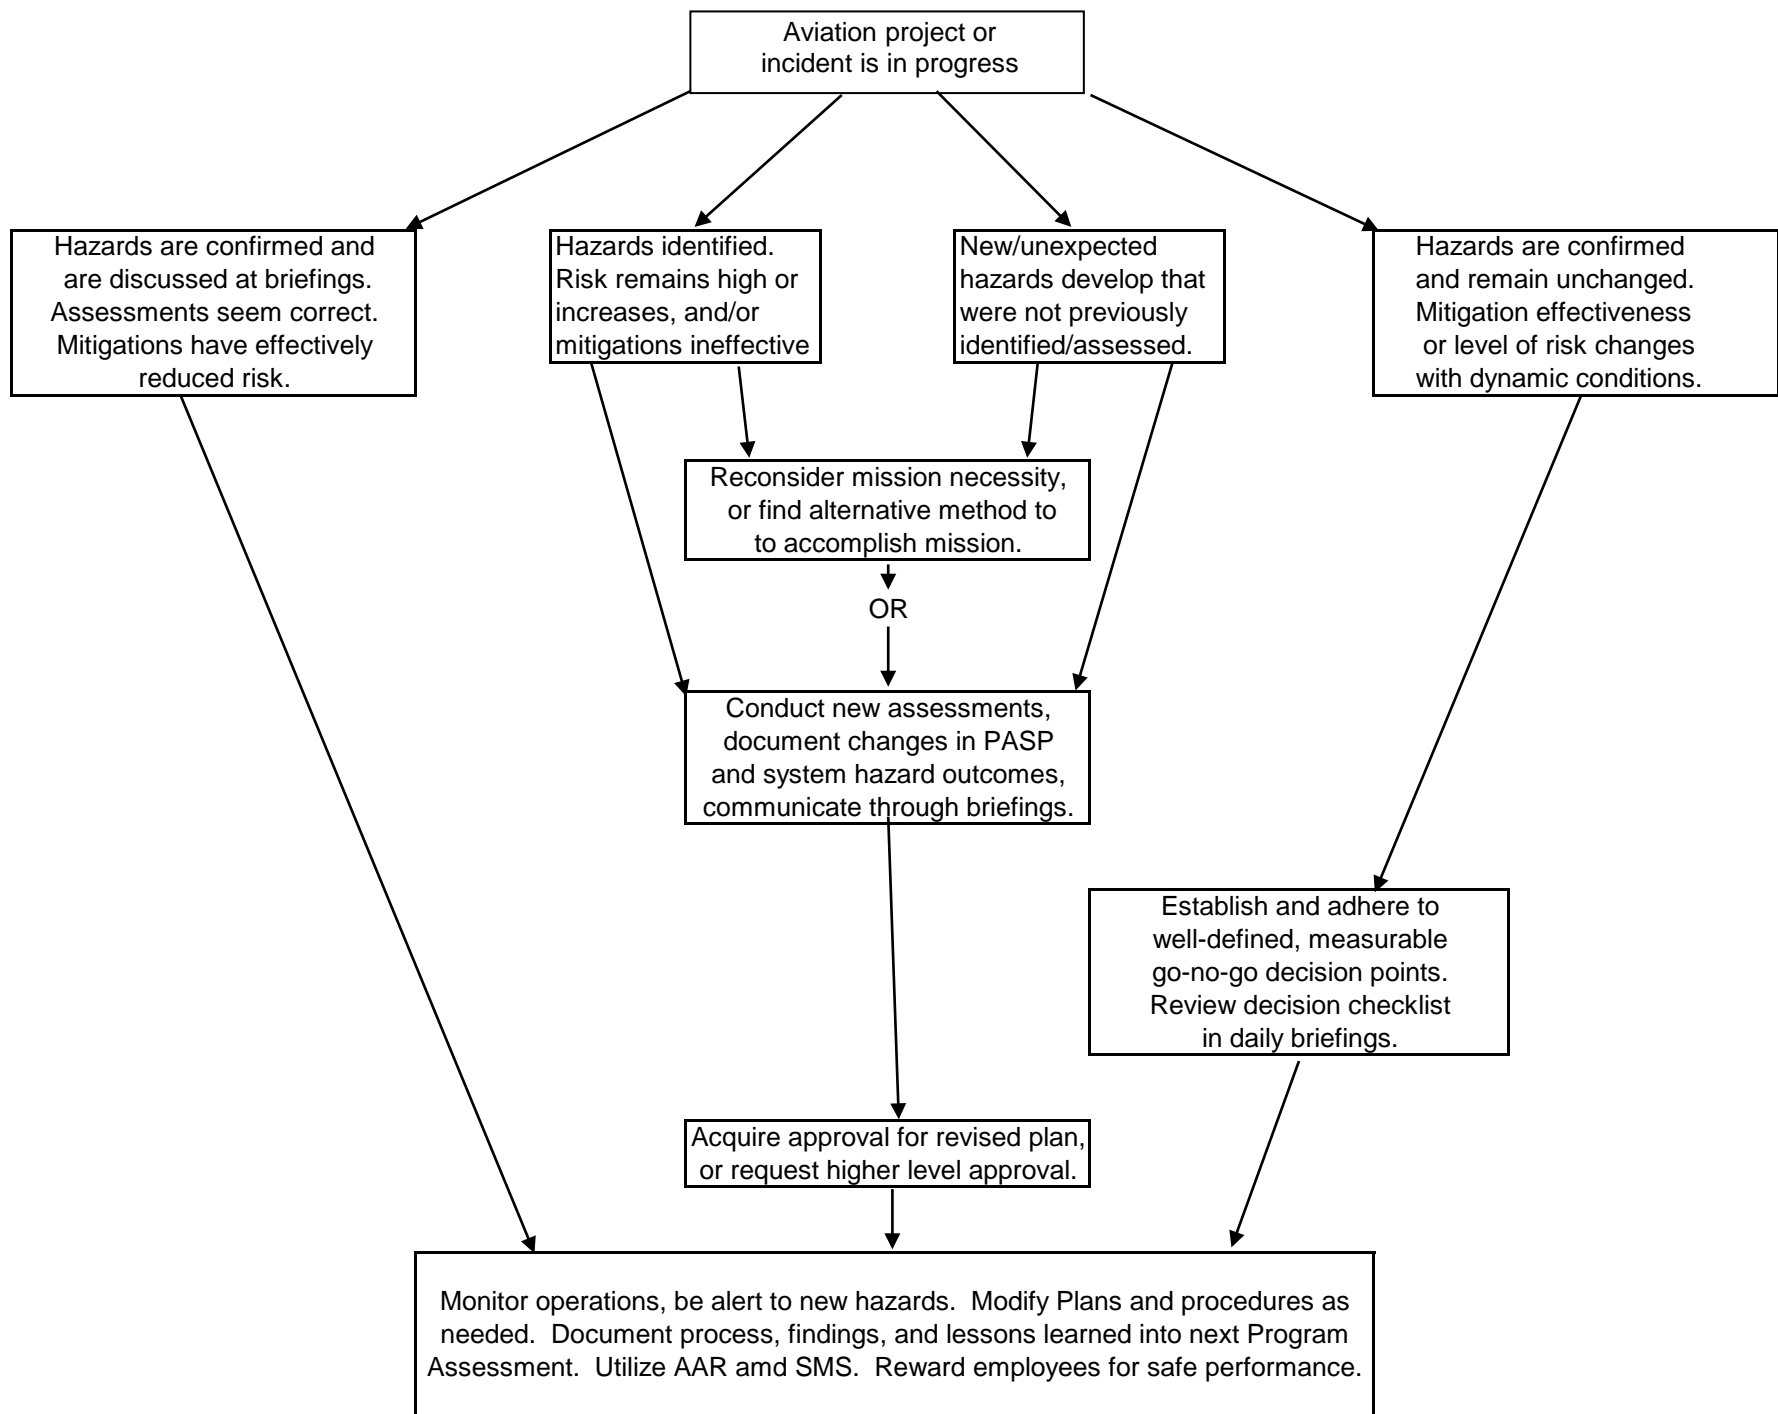 Aviation project or
incident is in progress
Hazards are confirmed and
are discussed at briefings.
Assessments seem correct.
Mitigations have effectively
reduced risk.
Hazards identified.
Risk remains high or
increases, and/or
mitigations ineffective
New/unexpected
hazards develop that
were not previously
identified/assessed.
Hazards are confirmed
and remain unchanged.
Mitigation effectiveness
or level of risk changes
with dynamic conditions.
Reconsider mission necessity,
or find alternative method to
to accomplish mission.
OR
Conduct new assessments,
document changes in PASP
and system hazard outcomes,
communicate through briefings.
Establish and adhere to
well-defined, measurable
go-no-go decision points.
Review decision checklist
in daily briefings.
Acquire approval for revised plan,
or request higher level approval.
Monitor operations, be alert to new hazards.  Modify Plans and procedures as
needed.  Document process, findings, and lessons learned into next Program
Assessment.  Utilize AAR amd SMS.  Reward employees for safe performance.